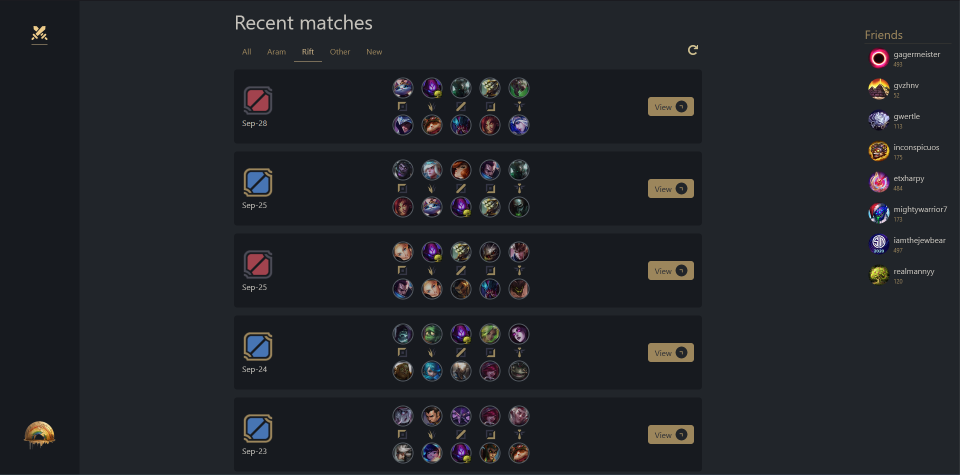 Recent matches
All Aram Rift Other New
Sep-28
View
Sep-25
View
Sep-25
View
Sep-24
View
Sep-23
View
Friends
gagermeister
493
gvzhnv
52
gwertle
113
inconspicuos
175
etxharpy
484
mightywarrior7
173
iamthejewbear
497
realmannyy
120